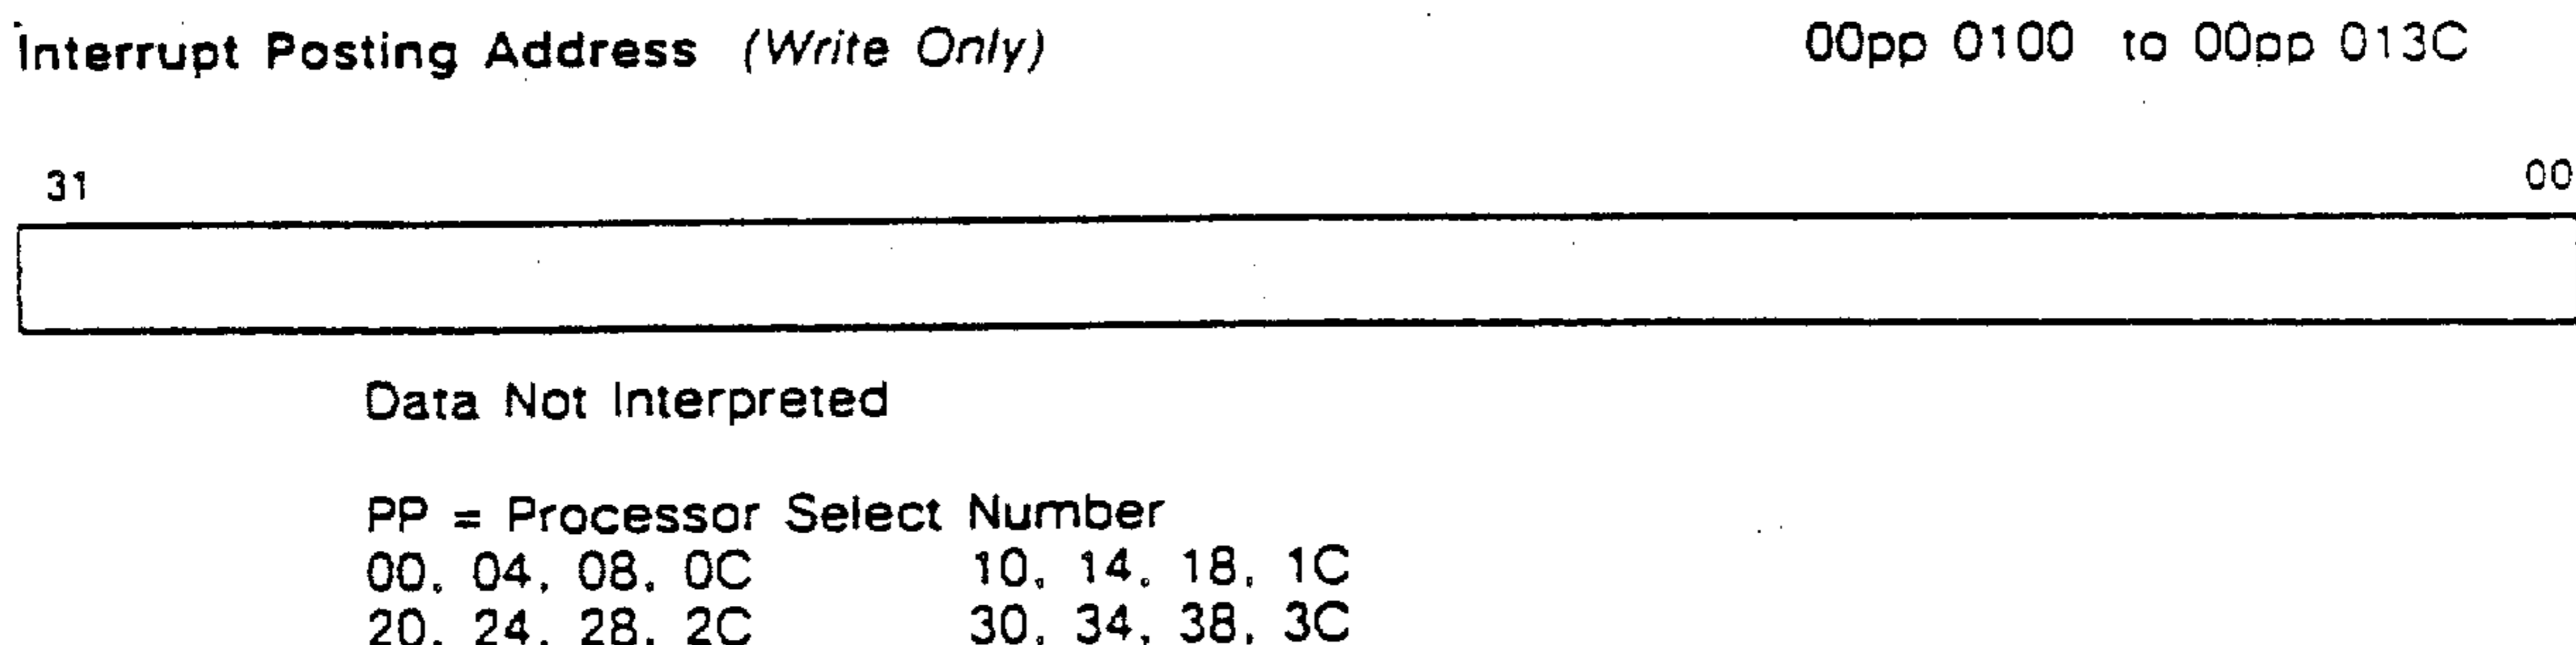 Interrupt Posting Address (Write Only) 00pp 0100 to 00pp 013C
31 00
Data Not Interpreted
PP = Processor Select Number
00, 04, 08, 0C 10, 14, 18, 1C
20, 24, 28, 2C 30, 34, 38, 3C